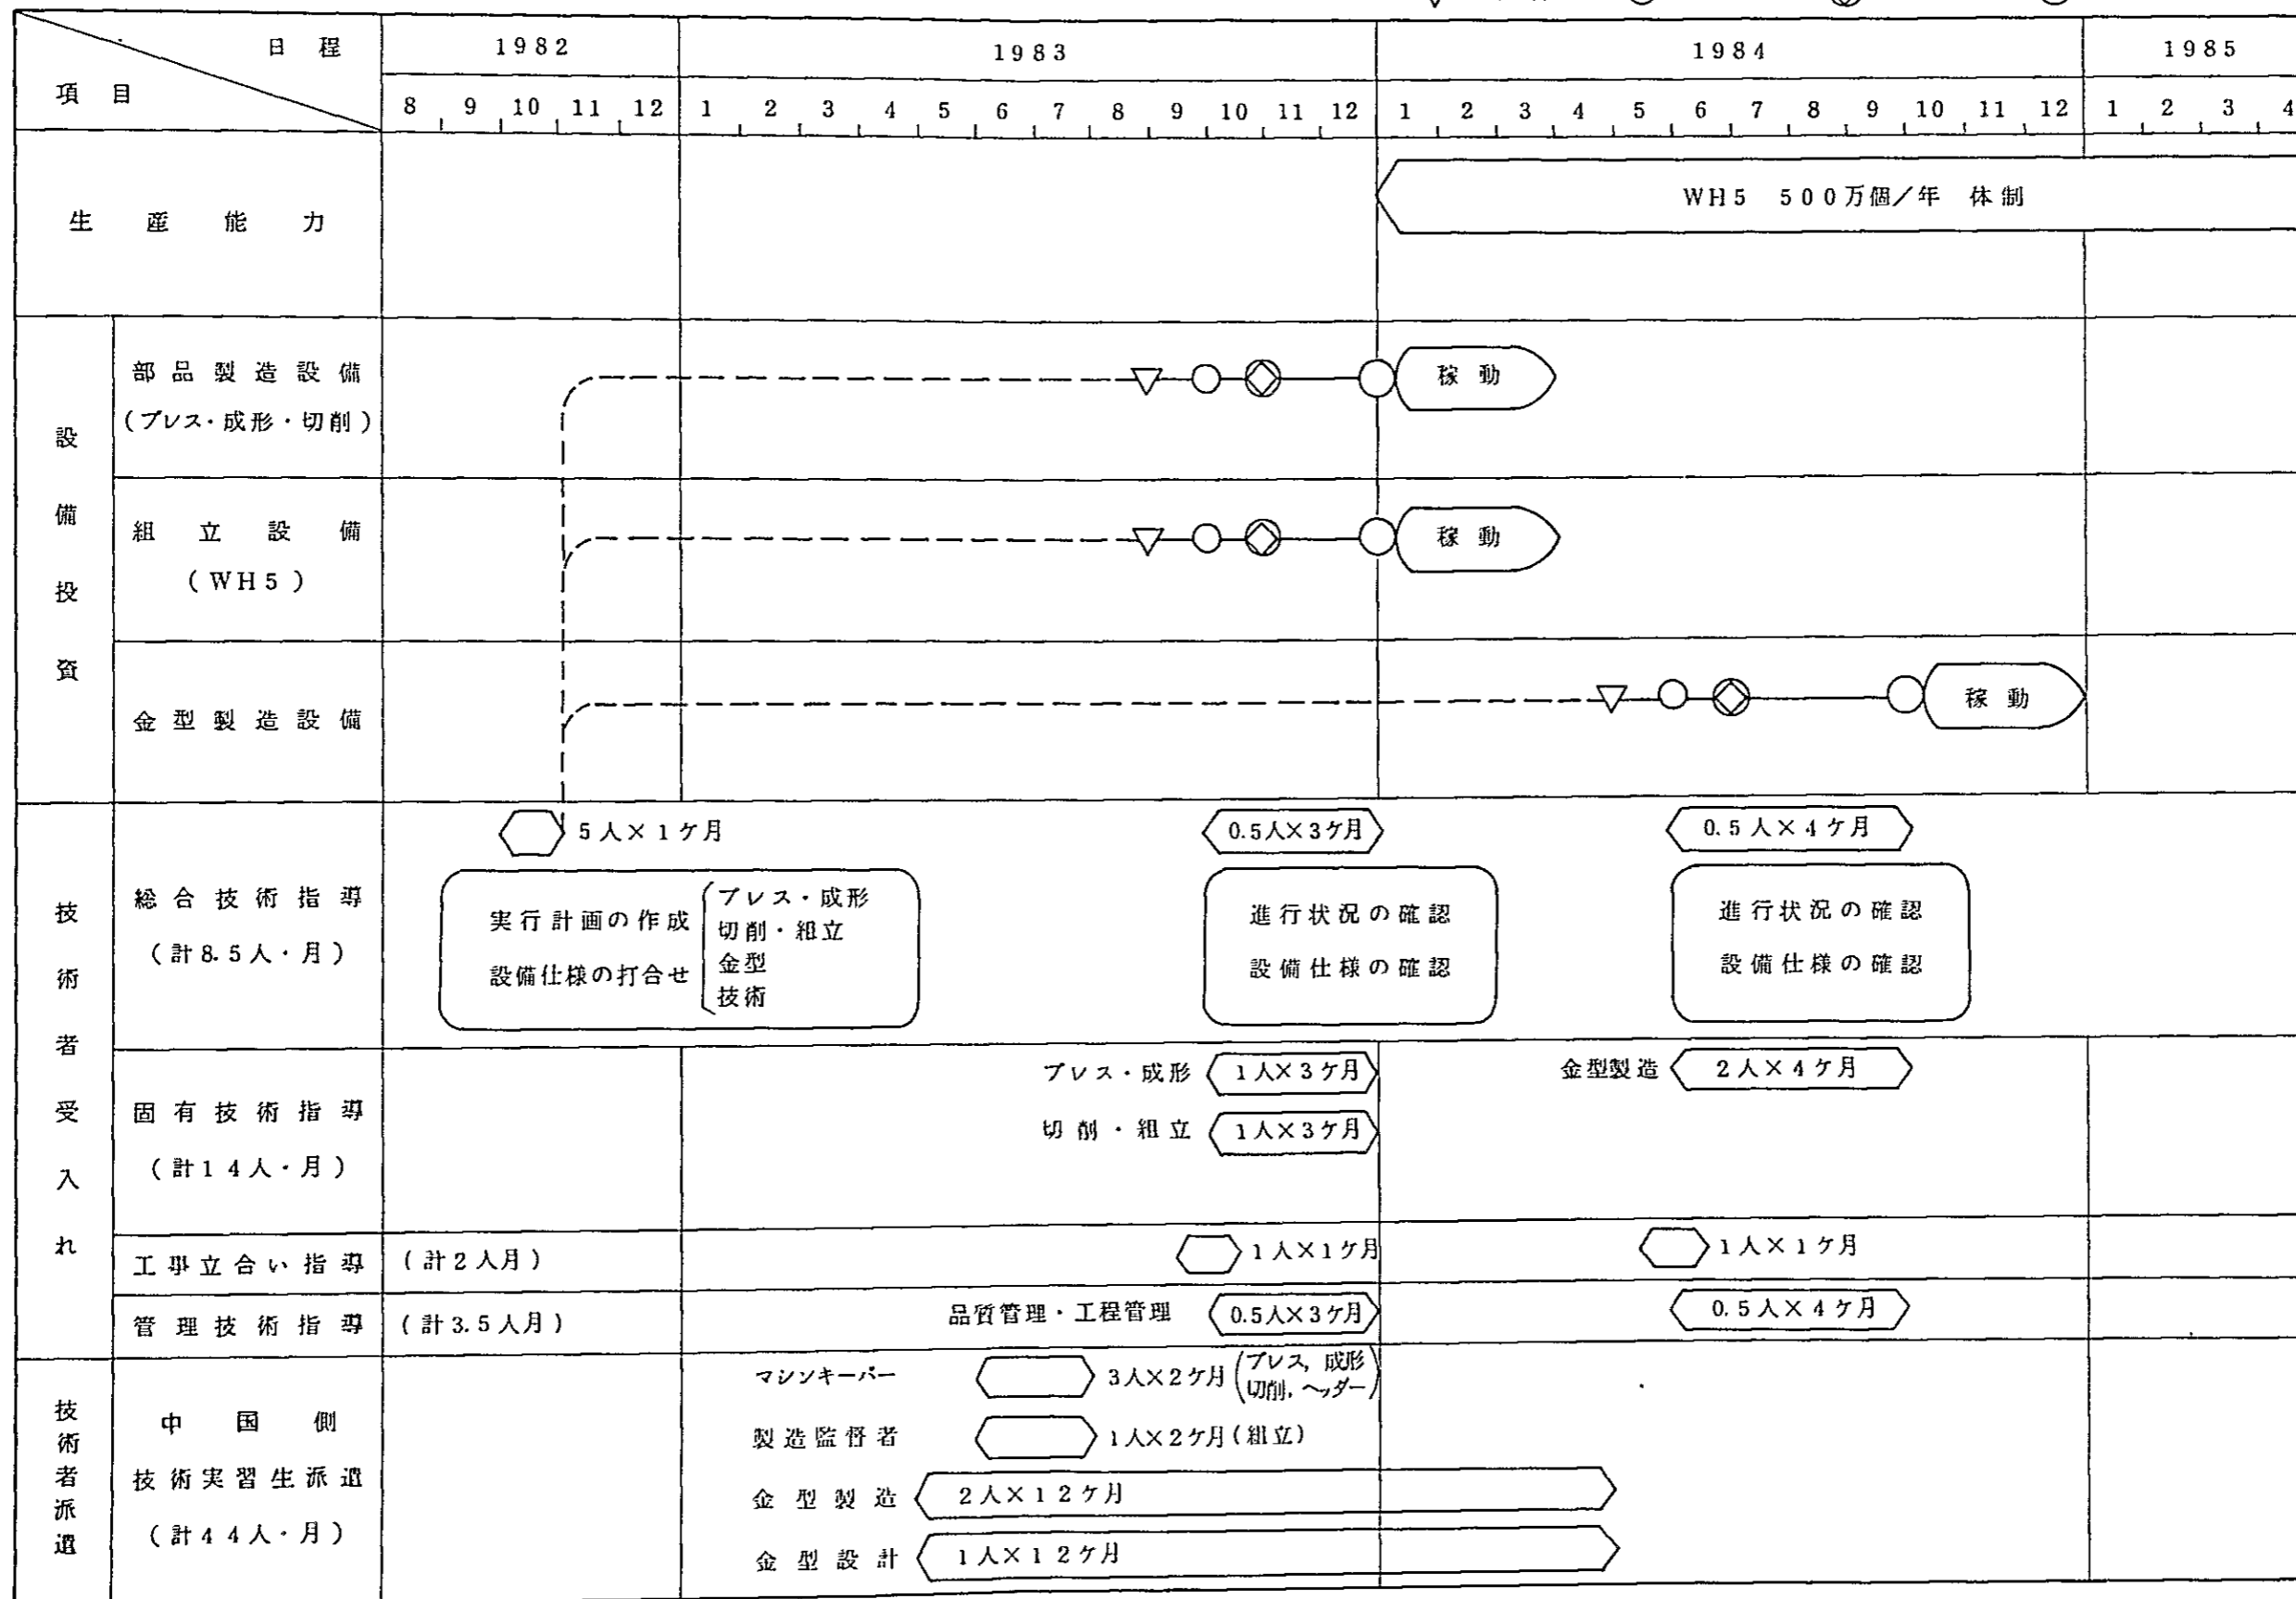 日程
項目
1982
1983
1984
1985
8 9 10 11 12 1 2 3 4 5 6 7 8 9 10 11 12 1 2 3 4 5 6 7 8 9 10 11 12 1 2 3 4
生産能力
WH5 500万個/年 体制
設備投資
部品製造設備
(プレス・成形・切削)
稼動
組立設備
(WH5)
稼動
金型製造設備
稼動
技術者受入れ
総合技術指導
(計8.5人・月)
5人×1ケ月
実行計画の作成
設備仕様の打合せ
プレス・成形
切削・組立
金型
技術
0.5人×3ケ月
進行状況の確認
設備仕様の確認
0.5人×4ケ月
進行状況の確認
設備仕様の確認
固有技術指導
(計14人・月)
プレス・成形 1人×3ケ月
切削・組立 1人×3ケ月
金型製造 2人×4ケ月
工事立合い指導 (計2人月)
1人×1ケ月
1人×1ケ月
管理技術指導 (計3.5人月)
品質管理・工程管理 0.5人×3ケ月
0.5人×4ケ月
技術者派遣
中国側
技術実習生派遣
(計44人・月)
マシンキーパー 3人×2ケ月 (プレス, 成形
切削, ヘッダー)
製造監督者 1人×2ケ月(組立)
金型製造 2人×12ケ月
金型設計 1人×12ケ月